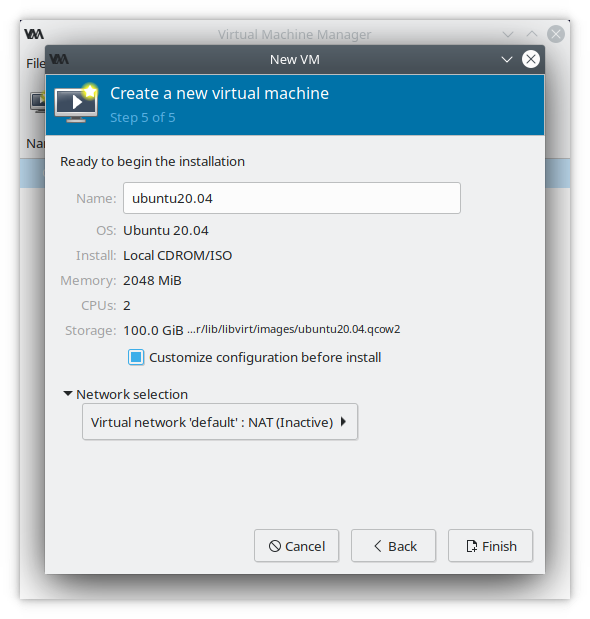 Virtual Machine Manager
File
New VM
Create a new virtual machine
Step 5 of 5
Ready to begin the installation
Name: ubuntu20.04
OS: Ubuntu 20.04
Install: Local CDROM/ISO
Memory: 2048 MiB
CPUs: 2
Storage: 100.0 GiB ...r/lib/libvirt/images/ubuntu20.04.qcow2
Customize configuration before install
Network selection
Virtual network 'default' : NAT (Inactive)
Cancel Back Finish